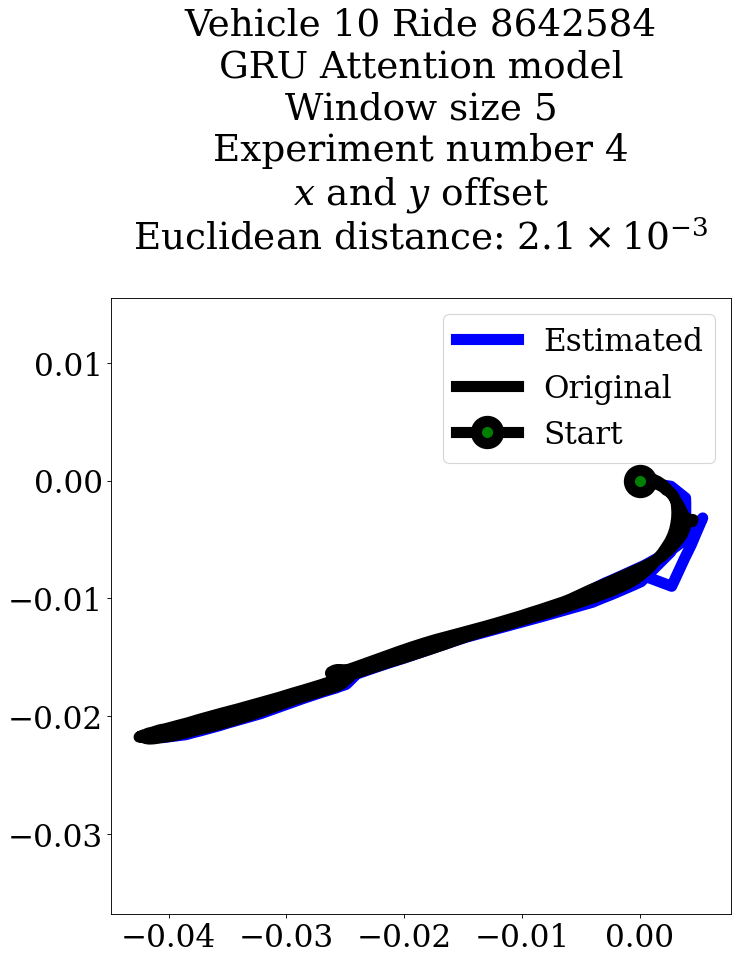 Vehicle 10 Ride 8642584
GRU Attention model
Window size 5
Experiment number 4
x and y offset
Euclidean distance: 2.1 × 10⁻³
Estimated
Original
Start
0.01
0.00
−0.01
−0.02
−0.03
−0.04 −0.03 −0.02 −0.01 0.00